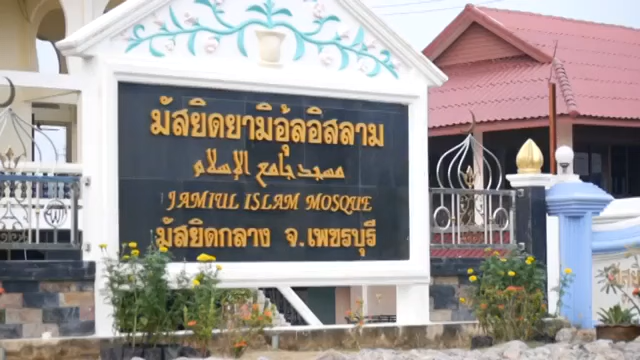 มัสยิดยามิอุ้ลอิสลาม
مسجد جامع الإسلام
JAMIUL ISLAM MOSQUE
มัสยิดกลาง จ.เพชรบุรี